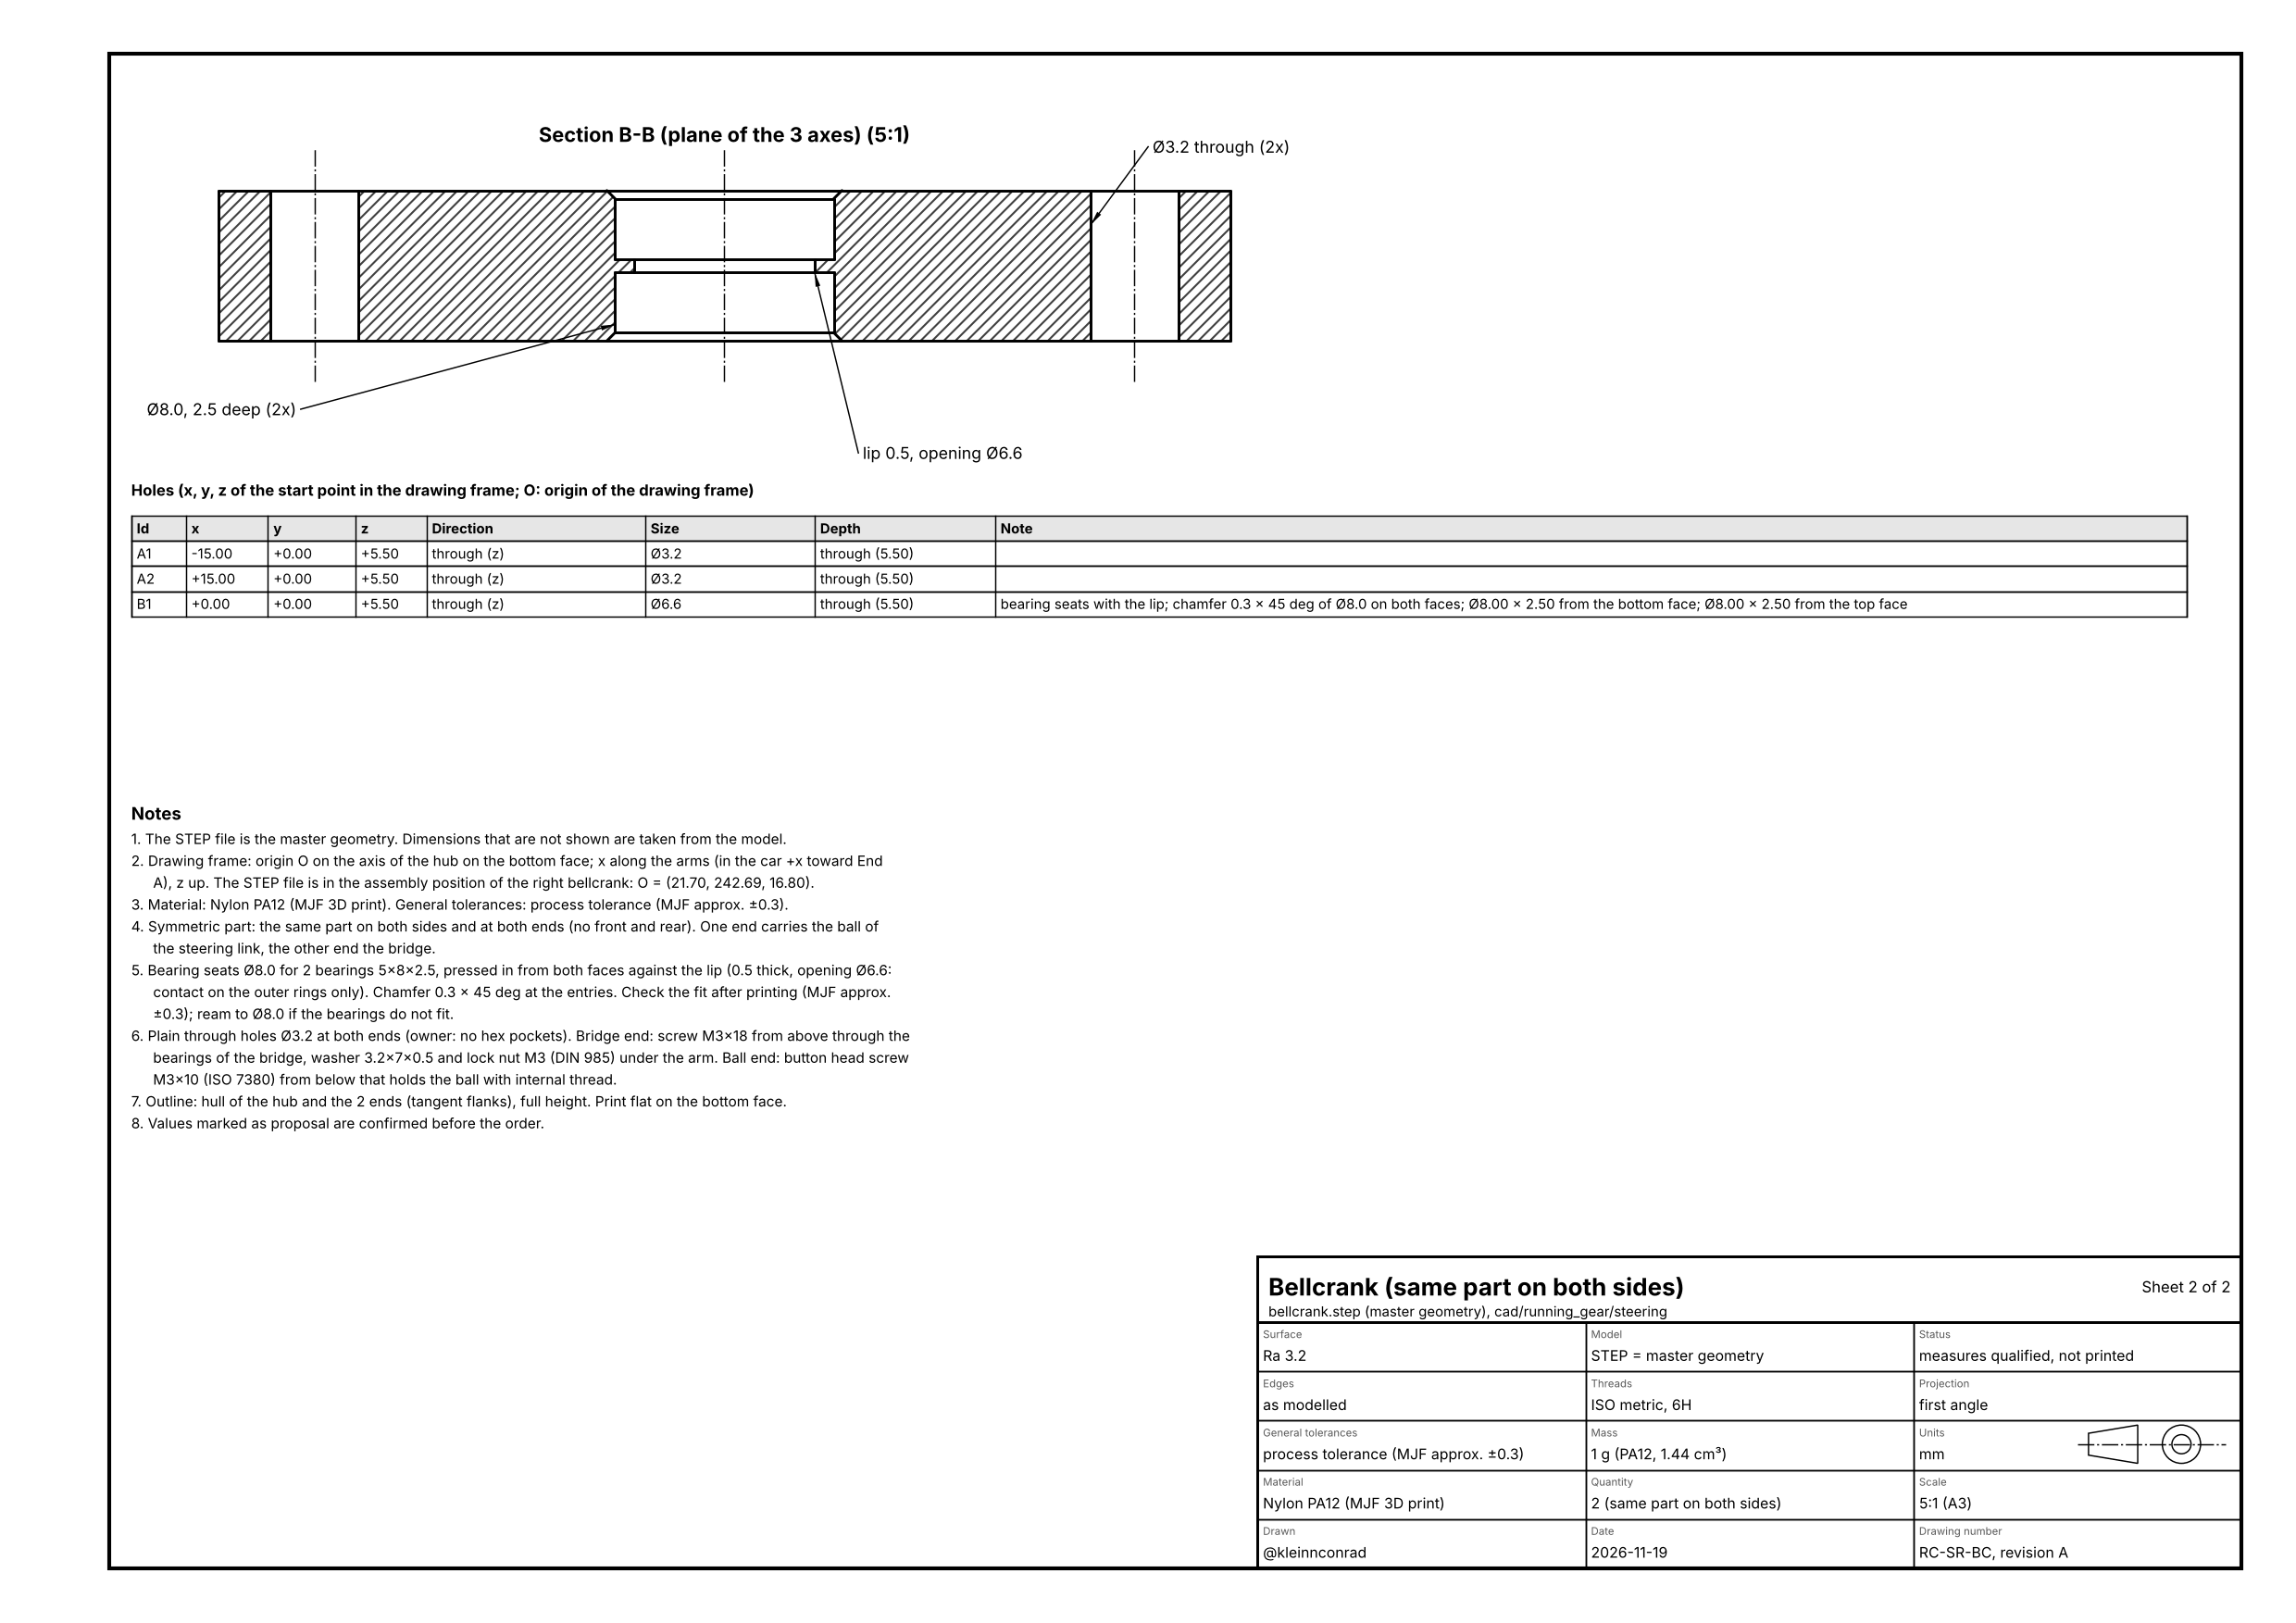 Section B-B (plane of the 3 axes) (5:1)
Ø3.2 through (2x)
Ø8.0, 2.5 deep (2x)
lip 0.5, opening Ø6.6
Holes (x, y, z of the start point in the drawing frame; O: origin of the drawing frame)
Id x y z Direction Size Depth Note
A1 -15.00 +0.00 +5.50 through (z) Ø3.2 through (5.50)
A2 +15.00 +0.00 +5.50 through (z) Ø3.2 through (5.50)
B1 +0.00 +0.00 +5.50 through (z) Ø6.6 through (5.50) bearing seats with the lip; chamfer 0.3 × 45 deg of Ø8.0 on both faces; Ø8.00 × 2.50 from the bottom face; Ø8.00 × 2.50 from the top face
Notes
1. The STEP file is the master geometry. Dimensions that are not shown are taken from the model.
2. Drawing frame: origin O on the axis of the hub on the bottom face; x along the arms (in the car +x toward End
A), z up. The STEP file is in the assembly position of the right bellcrank: O = (21.70, 242.69, 16.80).
3. Material: Nylon PA12 (MJF 3D print). General tolerances: process tolerance (MJF approx. ±0.3).
4. Symmetric part: the same part on both sides and at both ends (no front and rear). One end carries the ball of
the steering link, the other end the bridge.
5. Bearing seats Ø8.0 for 2 bearings 5×8×2.5, pressed in from both faces against the lip (0.5 thick, opening Ø6.6:
contact on the outer rings only). Chamfer 0.3 × 45 deg at the entries. Check the fit after printing (MJF approx.
±0.3); ream to Ø8.0 if the bearings do not fit.
6. Plain through holes Ø3.2 at both ends (owner: no hex pockets). Bridge end: screw M3×18 from above through the
bearings of the bridge, washer 3.2×7×0.5 and lock nut M3 (DIN 985) under the arm. Ball end: button head screw
M3×10 (ISO 7380) from below that holds the ball with internal thread.
7. Outline: hull of the hub and the 2 ends (tangent flanks), full height. Print flat on the bottom face.
8. Values marked as proposal are confirmed before the order.
Bellcrank (same part on both sides) Sheet 2 of 2
bellcrank.step (master geometry), cad/running_gear/steering
Surface Model Status
Ra 3.2 STEP = master geometry measures qualified, not printed
Edges Threads Projection
as modelled ISO metric, 6H first angle
General tolerances Mass Units
process tolerance (MJF approx. ±0.3) 1 g (PA12, 1.44 cm³) mm
Material Quantity Scale
Nylon PA12 (MJF 3D print) 2 (same part on both sides) 5:1 (A3)
Drawn Date Drawing number
@kleinnconrad 2026-11-19 RC-SR-BC, revision A